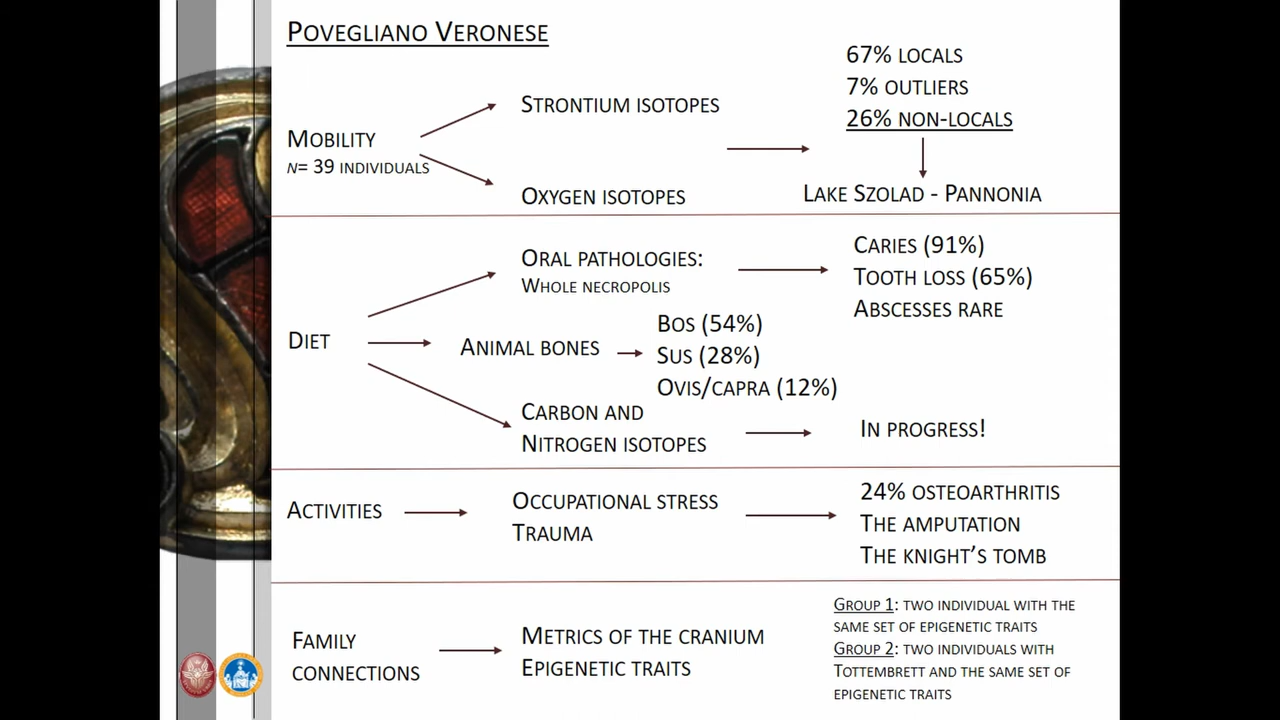 POVEGLIANO VERONESE
MOBILITY
N= 39 INDIVIDUALS
STRONTIUM ISOTOPES
OXYGEN ISOTOPES
67% LOCALS
7% OUTLIERS
26% NON-LOCALS
LAKE SZOLAD - PANNONIA
DIET
ORAL PATHOLOGIES:
WHOLE NECROPOLIS
CARIES (91%)
TOOTH LOSS (65%)
ABSCESSES RARE
ANIMAL BONES
BOS (54%)
SUS (28%)
OVIS/CAPRA (12%)
CARBON AND
NITROGEN ISOTOPES
IN PROGRESS!
ACTIVITIES
OCCUPATIONAL STRESS
TRAUMA
24% OSTEOARTHRITIS
THE AMPUTATION
THE KNIGHT'S TOMB
FAMILY
CONNECTIONS
METRICS OF THE CRANIUM
EPIGENETIC TRAITS
GROUP 1: TWO INDIVIDUAL WITH THE
SAME SET OF EPIGENETIC TRAITS
GROUP 2: TWO INDIVIDUALS WITH
TOTTEMBRETT AND THE SAME SET OF
EPIGENETIC TRAITS